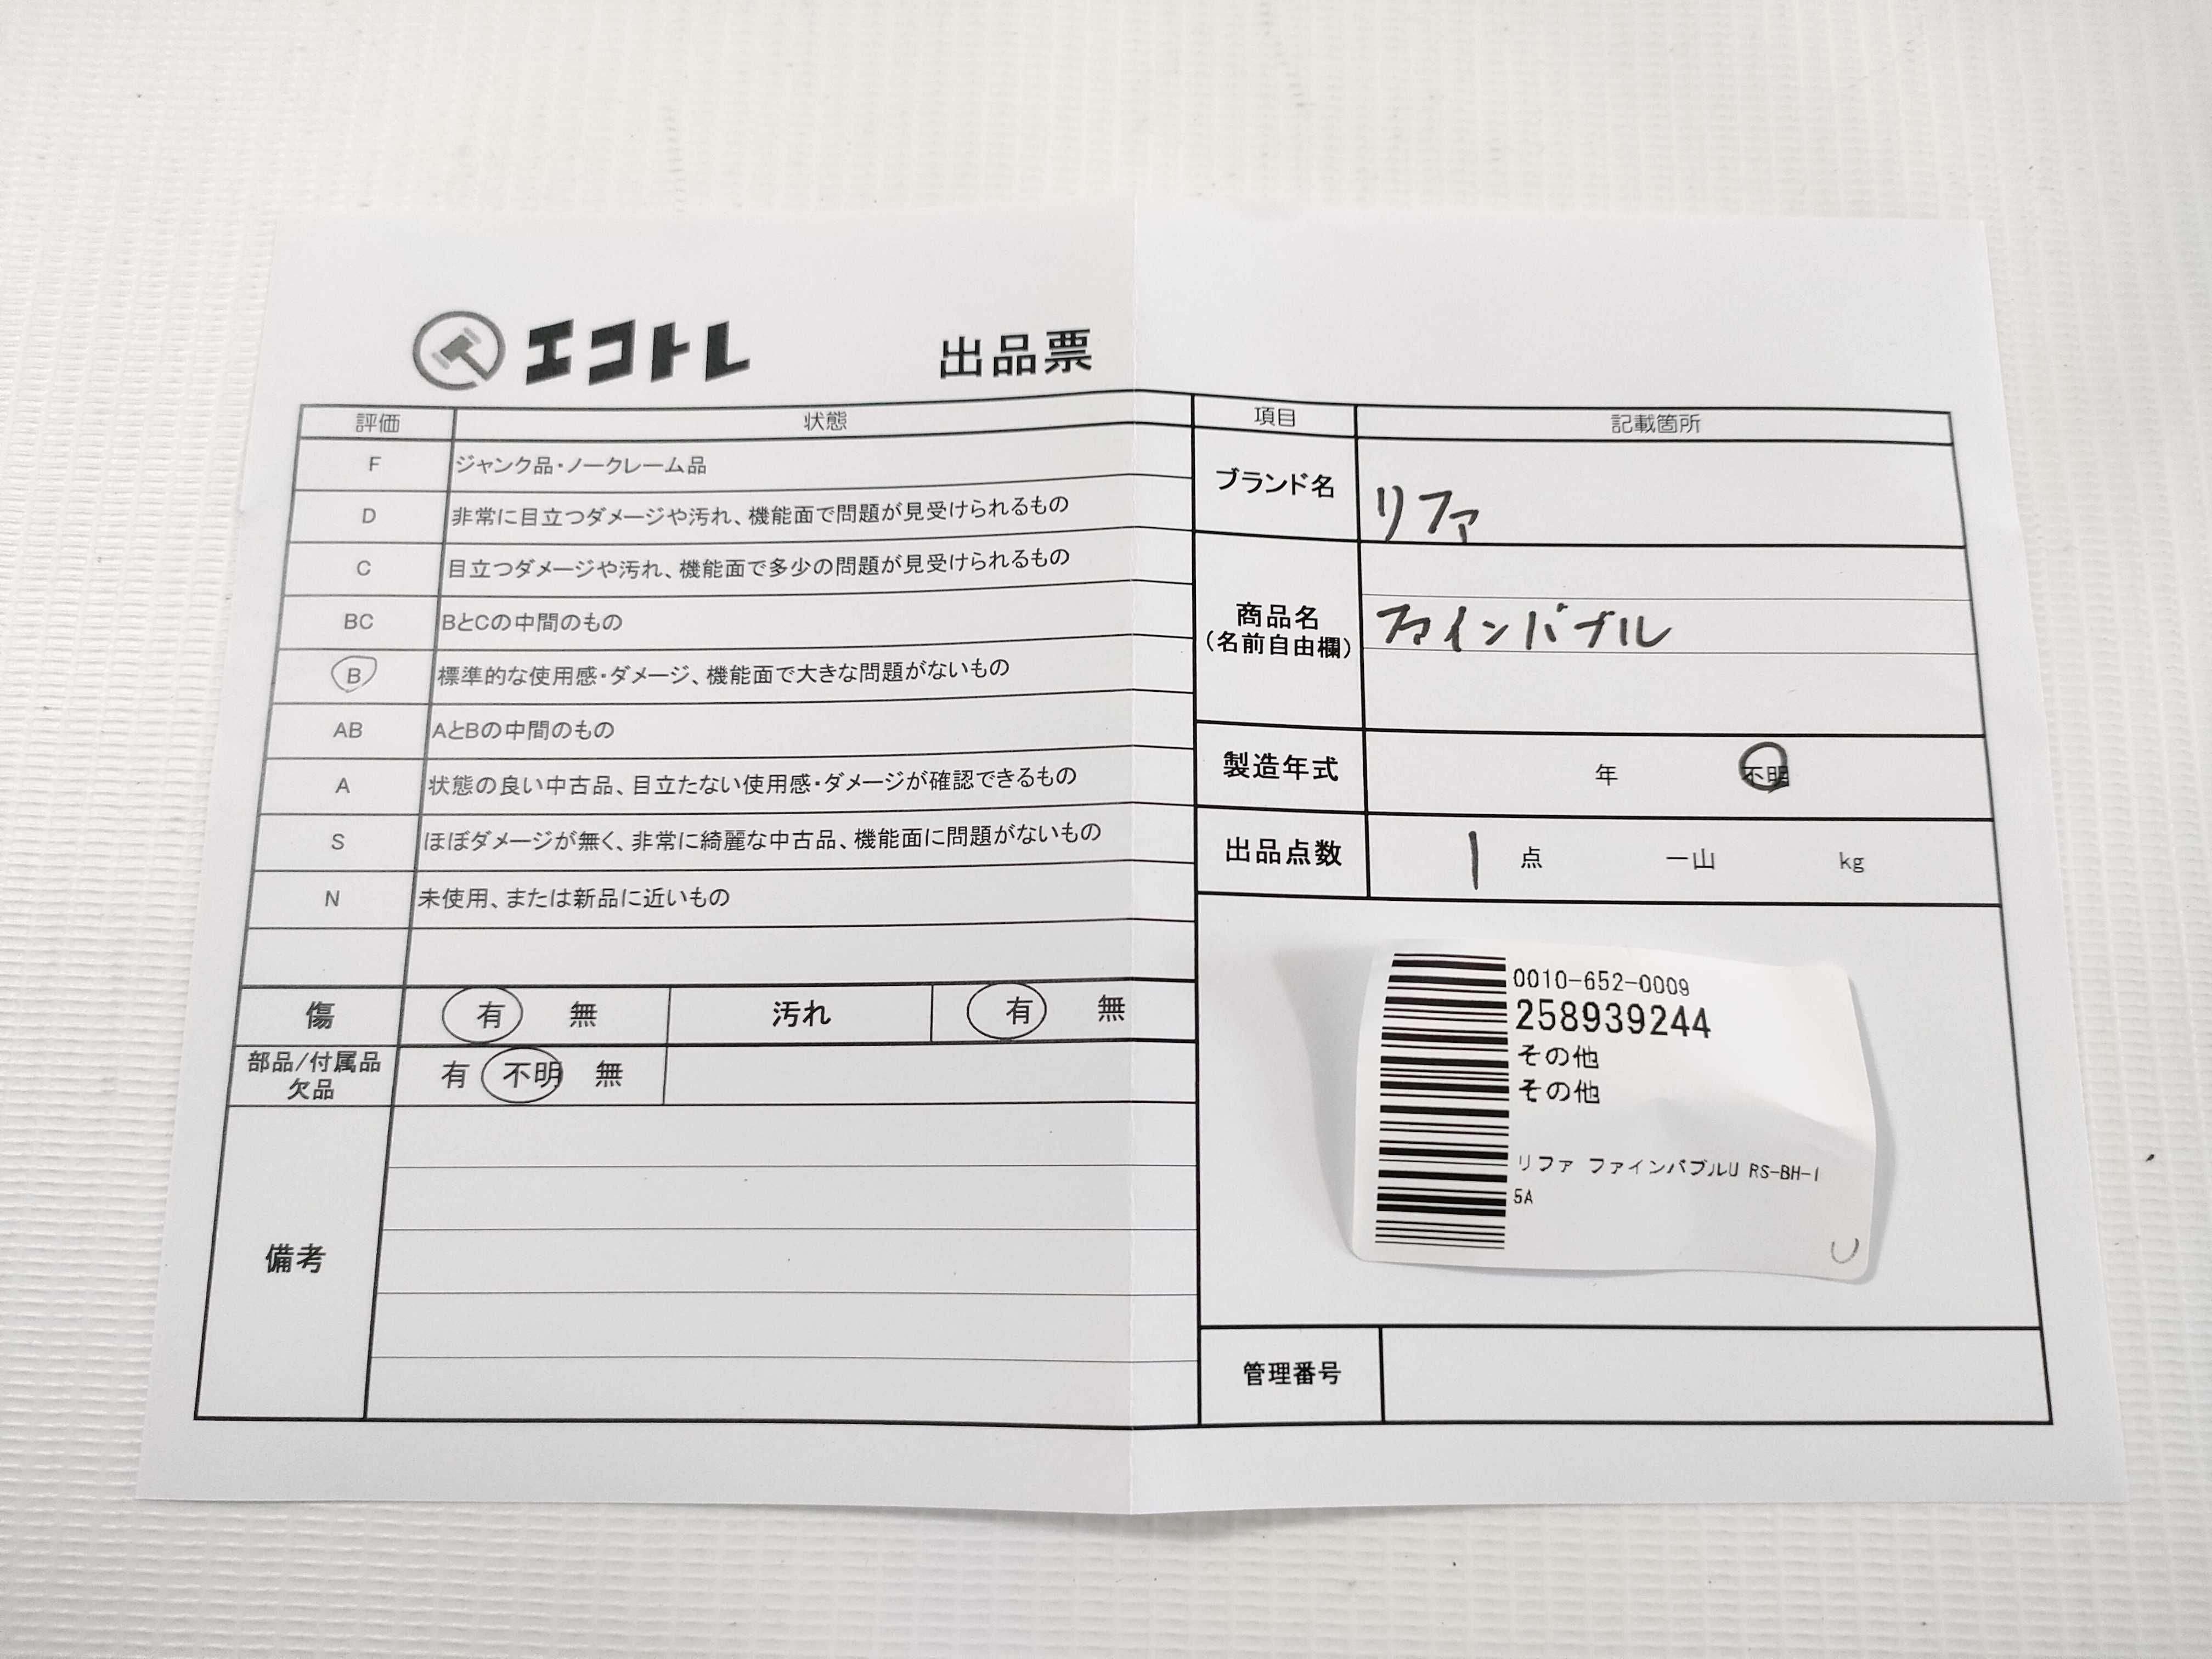 エコトレ 出品票
評価 状態
F ジャンク品・ノークレーム品
D 非常に目立つダメージや汚れ、機能面で問題が見受けられるもの
C 目立つダメージや汚れ、機能面で多少の問題が見受けられるもの
BC BとCの中間のもの
B 標準的な使用感・ダメージ、機能面で大きな問題がないもの
AB AとBの中間のもの
A 状態の良い中古品、目立たない使用感・ダメージが確認できるもの
S ほぼダメージが無く、非常に綺麗な中古品、機能面に問題がないもの
N 未使用、または新品に近いもの
傷 有 無 汚れ 有 無
部品/付属品
欠品 有 不明 無
備考
項目 記載箇所
ブランド名 リファ
商品名
(名前自由欄) ファインバブル
製造年式 年 不明
出品点数 1 点 一山 kg
0010-652-0009
258939244
その他
その他
リファ ファインバブルU RS-BH-1
5A
U
管理番号